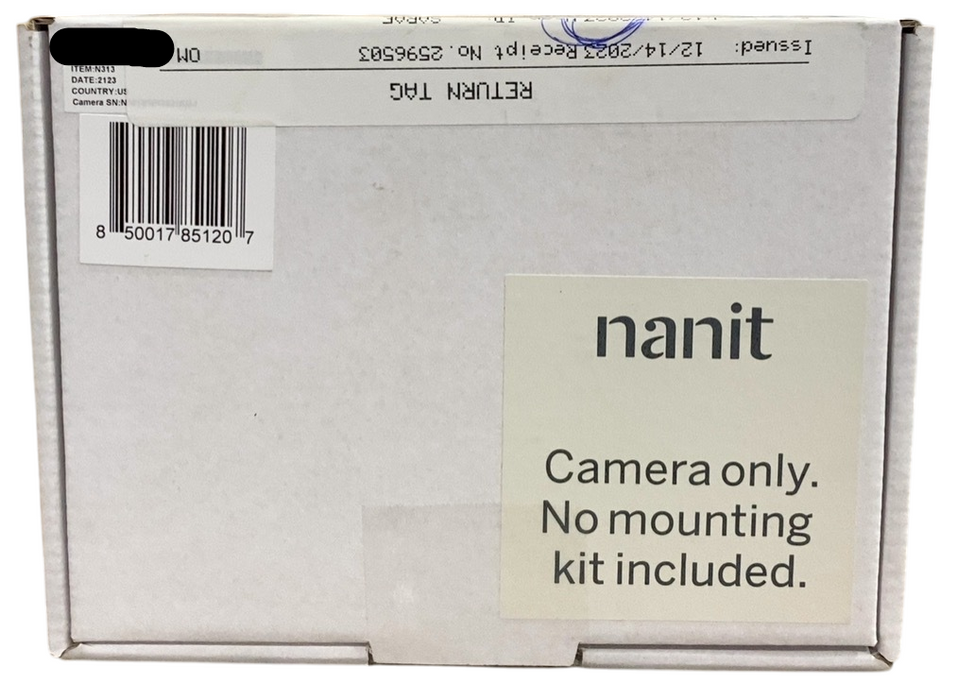 ITEM:N313
DATE:2123
COUNTRY:US
Camera SN:N
RETURN TAG
Issued: 12/14/2023 Receipt No. 2596503
OM
8 50017 85120 7
nanit
Camera only.
No mounting
kit included.